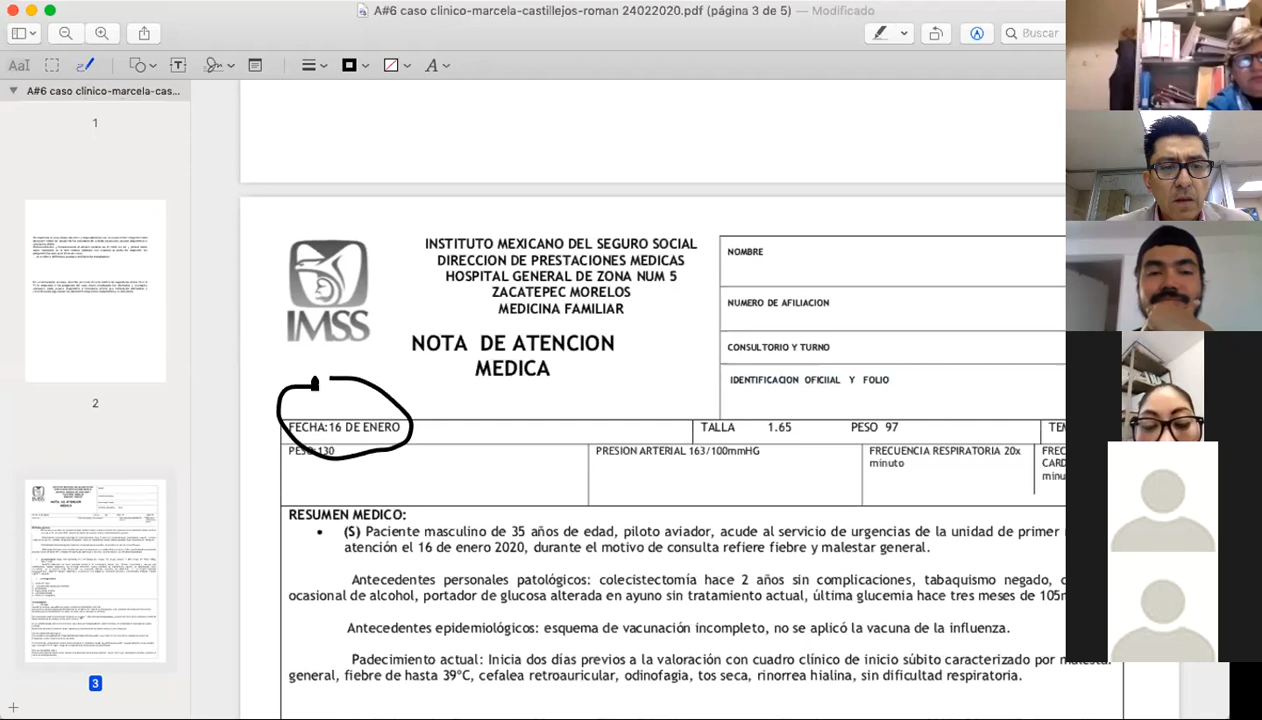 A#6 caso clinico-marcela-castillejos-roman 24022020.pdf (página 3 de 5) — Modificado
Buscar
AaI
A#6 caso clinico-marcela-cas...
1
2
3
IMSS
INSTITUTO MEXICANO DEL SEGURO SOCIAL
DIRECCION DE PRESTACIONES MEDICAS
HOSPITAL GENERAL DE ZONA NUM 5
ZACATEPEC MORELOS
MEDICINA FAMILIAR
NOTA DE ATENCION
MEDICA
NOMBRE
NUMERO DE AFILIACION
CONSULTORIO Y TURNO
IDENTIFICACION OFICIIAL Y FOLIO
FECHA:16 DE ENERO
TALLA 1.65 PESO 97
PESO:130
PRESION ARTERIAL 163/100mmHG
FRECUENCIA RESPIRATORIA 20x
minuto
RESUMEN MEDICO:
• (S) Paciente masculino de 35 años de edad, piloto aviador, acude al servicio de urgencias de la unidad de primer
atención el 16 de enero 2020, durante el motivo de consulta refiere fiebre y malestar general.
Antecedentes personales patológicos: colecistectomía hace 2 años sin complicaciones, tabaquismo negado,
ocasional de alcohol, portador de glucosa alterada en ayuno sin tratamiento actual, última glucemia hace tres meses de
Antecedentes epidemiológicos: esquema de vacunación incompleto, no se aplicó la vacuna de la influenza.
Padecimiento actual: Inicia dos días previos a la valoración con cuadro clínico de inicio súbito caracterizado por
general, fiebre de hasta 39°C, cefalea retroauricular, odinofagia, tos seca, rinorrea hialina, sin dificultad respiratoria.